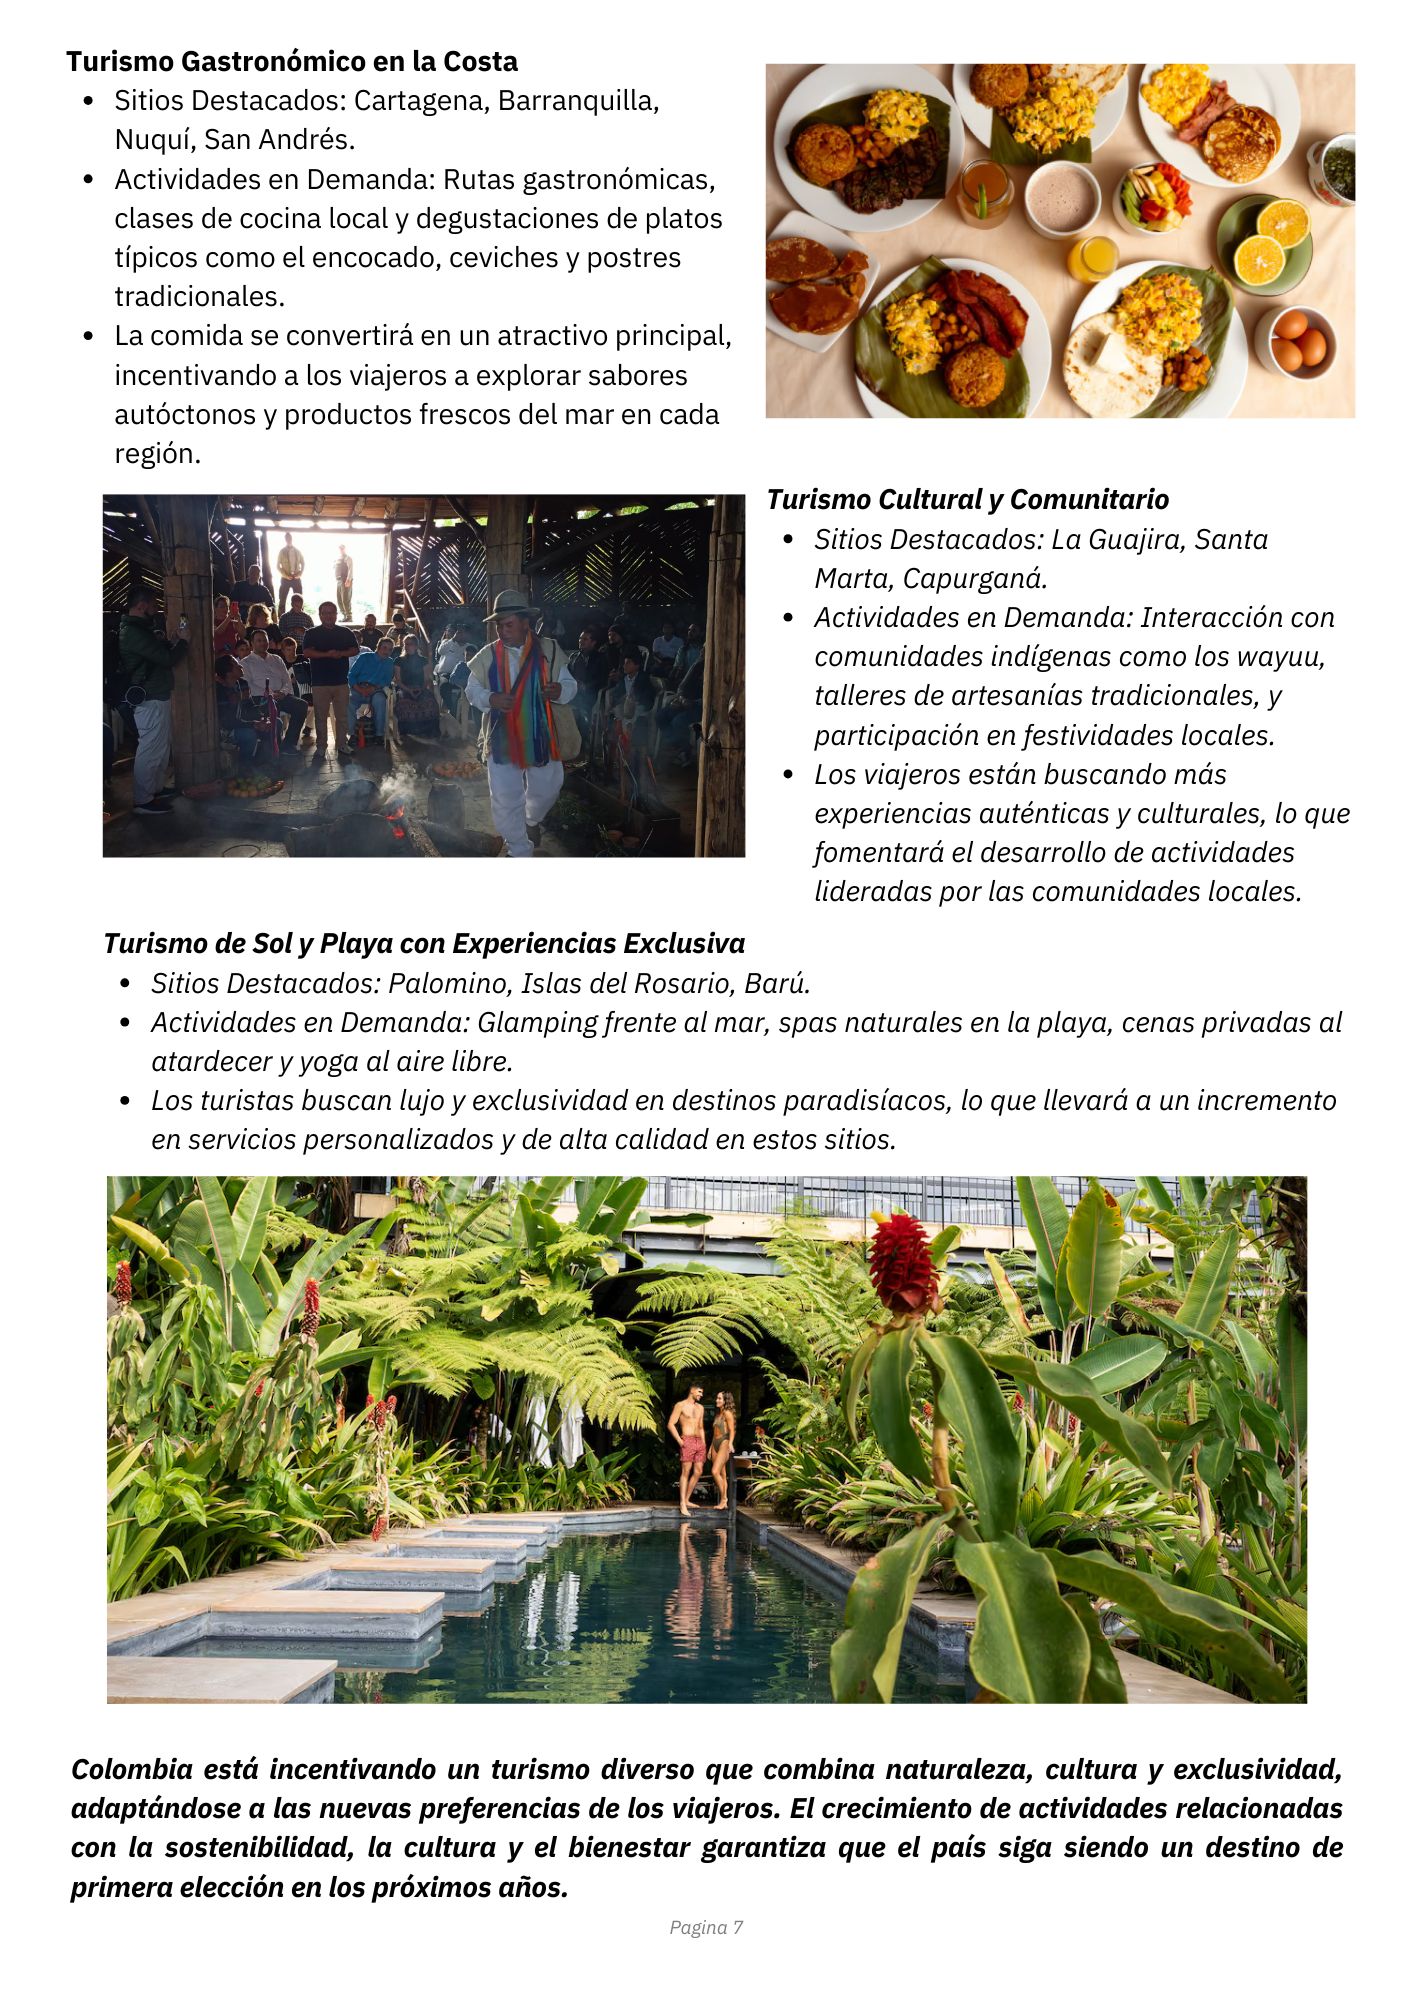 Turismo Gastronómico en la Costa
• Sitios Destacados: Cartagena, Barranquilla,
Nuquí, San Andrés.
• Actividades en Demanda: Rutas gastronómicas,
clases de cocina local y degustaciones de platos
típicos como el encocado, ceviches y postres
tradicionales.
• La comida se convertirá en un atractivo principal,
incentivando a los viajeros a explorar sabores
autóctonos y productos frescos del mar en cada
región.
Turismo Cultural y Comunitario
• Sitios Destacados: La Guajira, Santa
Marta, Capurganá.
• Actividades en Demanda: Interacción con
comunidades indígenas como los wayuu,
talleres de artesanías tradicionales, y
participación en festividades locales.
• Los viajeros están buscando más
experiencias auténticas y culturales, lo que
fomentará el desarrollo de actividades
lideradas por las comunidades locales.
Turismo de Sol y Playa con Experiencias Exclusiva
• Sitios Destacados: Palomino, Islas del Rosario, Barú.
• Actividades en Demanda: Glamping frente al mar, spas naturales en la playa, cenas privadas al
atardecer y yoga al aire libre.
• Los turistas buscan lujo y exclusividad en destinos paradisíacos, lo que llevará a un incremento
en servicios personalizados y de alta calidad en estos sitios.
Colombia está incentivando un turismo diverso que combina naturaleza, cultura y exclusividad,
adaptándose a las nuevas preferencias de los viajeros. El crecimiento de actividades relacionadas
con la sostenibilidad, la cultura y el bienestar garantiza que el país siga siendo un destino de
primera elección en los próximos años.
Pagina 7